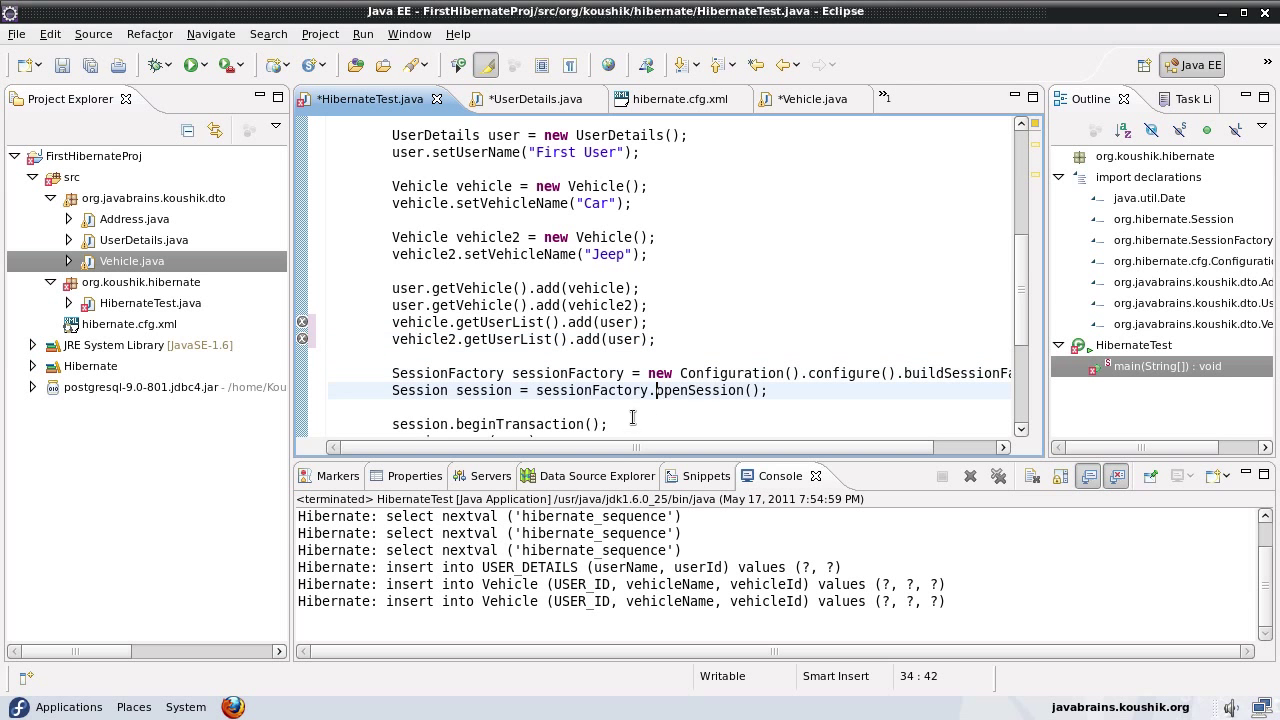 Java EE - FirstHibernateProj/src/org/koushik/hibernate/HibernateTest.java - Eclipse
File Edit Source Refactor Navigate Search Project Run Window Help
Java EE
Project Explorer
FirstHibernateProj
src
org.javabrains.koushik.dto
Address.java
UserDetails.java
Vehicle.java
org.koushik.hibernate
HibernateTest.java
hibernate.cfg.xml
JRE System Library [JavaSE-1.6]
Hibernate
postgresql-9.0-801.jdbc4.jar - /home/Kou
*HibernateTest.java *UserDetails.java hibernate.cfg.xml *Vehicle.java »1
UserDetails user = new UserDetails();
user.setUserName("First User");
Vehicle vehicle = new Vehicle();
vehicle.setVehicleName("Car");
Vehicle vehicle2 = new Vehicle();
vehicle2.setVehicleName("Jeep");
user.getVehicle().add(vehicle);
user.getVehicle().add(vehicle2);
vehicle.getUserList().add(user);
vehicle2.getUserList().add(user);
SessionFactory sessionFactory = new Configuration().configure().buildSessionFa
Session session = sessionFactory.openSession();
session.beginTransaction();
Outline Task Li
org.koushik.hibernate
import declarations
java.util.Date
org.hibernate.Session
org.hibernate.SessionFactory
org.hibernate.cfg.Configurati
org.javabrains.koushik.dto.Ad
org.javabrains.koushik.dto.Us
org.javabrains.koushik.dto.Ve
HibernateTest
main(String[]) : void
Markers Properties Servers Data Source Explorer Snippets Console
<terminated> HibernateTest [Java Application] /usr/java/jdk1.6.0_25/bin/java (May 17, 2011 7:54:59 PM)
Hibernate: select nextval ('hibernate_sequence')
Hibernate: select nextval ('hibernate_sequence')
Hibernate: select nextval ('hibernate_sequence')
Hibernate: insert into USER_DETAILS (userName, userId) values (?, ?)
Hibernate: insert into Vehicle (USER_ID, vehicleName, vehicleId) values (?, ?, ?)
Hibernate: insert into Vehicle (USER_ID, vehicleName, vehicleId) values (?, ?, ?)
Writable Smart Insert 34 : 42
Applications Places System javabrains.koushik.org